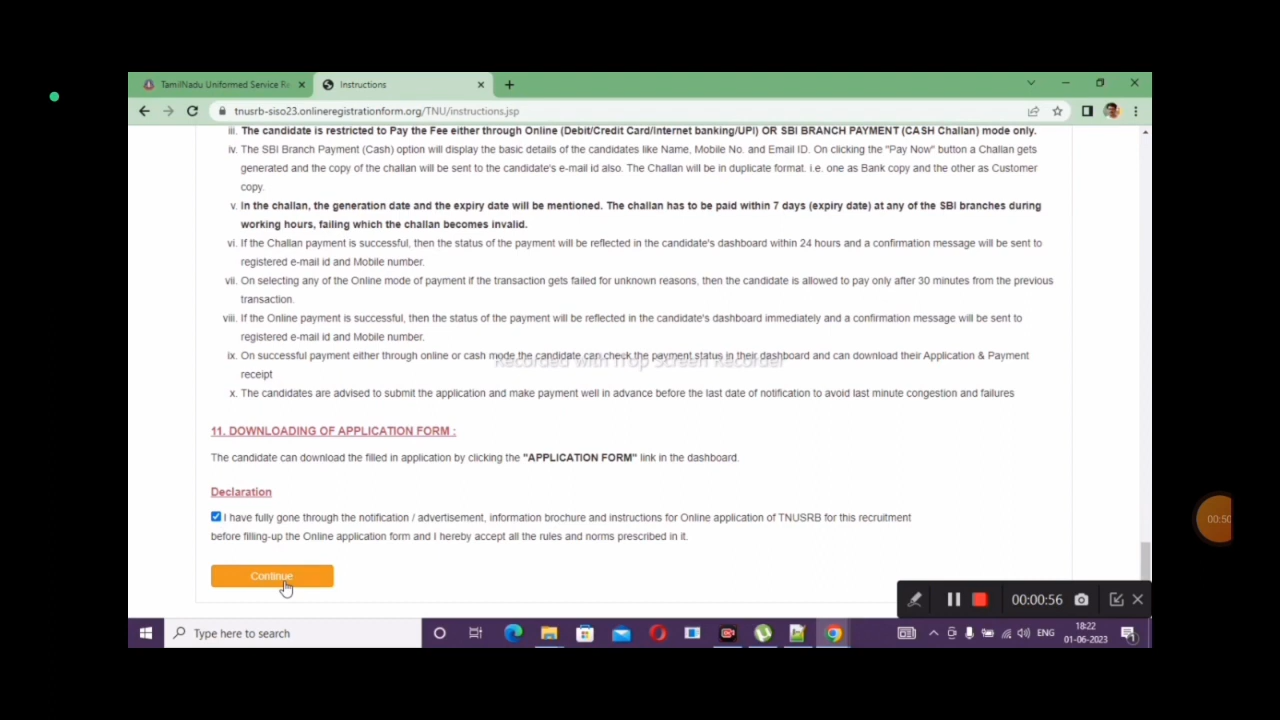 TamilNadu Uniformed Service Re
Instructions
tnusrb-siso23.onlineregistrationform.org/TNU/instructions.jsp
iii. The candidate is restricted to Pay the Fee either through Online (Debit/Credit Card/Internet banking/UPI) OR SBI BRANCH PAYMENT (CASH Challan) mode only.
iv. The SBI Branch Payment (Cash) option will display the basic details of the candidates like Name, Mobile No. and Email ID. On clicking the "Pay Now" button a Challan gets
generated and the copy of the challan will be sent to the candidate's e-mail id also. The Challan will be in duplicate format. i.e. one as Bank copy and the other as Customer
copy.
v. In the challan, the generation date and the expiry date will be mentioned. The challan has to be paid within 7 days (expiry date) at any of the SBI branches during
working hours, failing which the challan becomes invalid.
vi. If the Challan payment is successful, then the status of the payment will be reflected in the candidate's dashboard within 24 hours and a confirmation message will be sent to
registered e-mail id and Mobile number.
vii. On selecting any of the Online mode of payment if the transaction gets failed for unknown reasons, then the candidate is allowed to pay only after 30 minutes from the previous
transaction.
viii. If the Online payment is successful, then the status of the payment will be reflected in the candidate's dashboard immediately and a confirmation message will be sent to
registered e-mail id and Mobile number.
ix. On successful payment either through online or cash mode the candidate can check the payment status in their dashboard and can download their Application & Payment
Recorded with iTop Screen Recorder
receipt
x. The candidates are advised to submit the application and make payment well in advance before the last date of notification to avoid last minute congestion and failures
11. DOWNLOADING OF APPLICATION FORM :
The candidate can download the filled in application by clicking the "APPLICATION FORM" link in the dashboard.
Declaration
I have fully gone through the notification / advertisement, information brochure and instructions for Online application of TNUSRB for this recruitment
before filling-up the Online application form and I hereby accept all the rules and norms prescribed in it.
00:50
Continue
00:00:56
Type here to search
ENG
18:22
01-06-2023
1